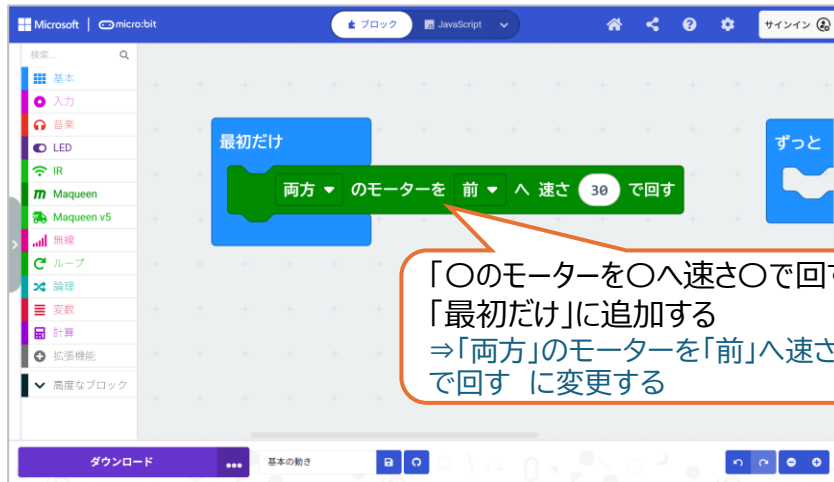 Microsoft
micro:bit
ブロック
JavaScript
サインイン
検索...
基本
入力
音楽
LED
IR
Maqueen
Maqueen v5
無線
ループ
論理
変数
計算
拡張機能
高度なブロック
最初だけ
両方 のモーターを 前 へ 速さ 30 で回す
ずっと
「〇のモーターを〇へ速さ〇で回す
「最初だけ」に追加する
⇒「両方」のモーターを「前」へ速さ
で回す に変更する
ダウンロード
基本の動き